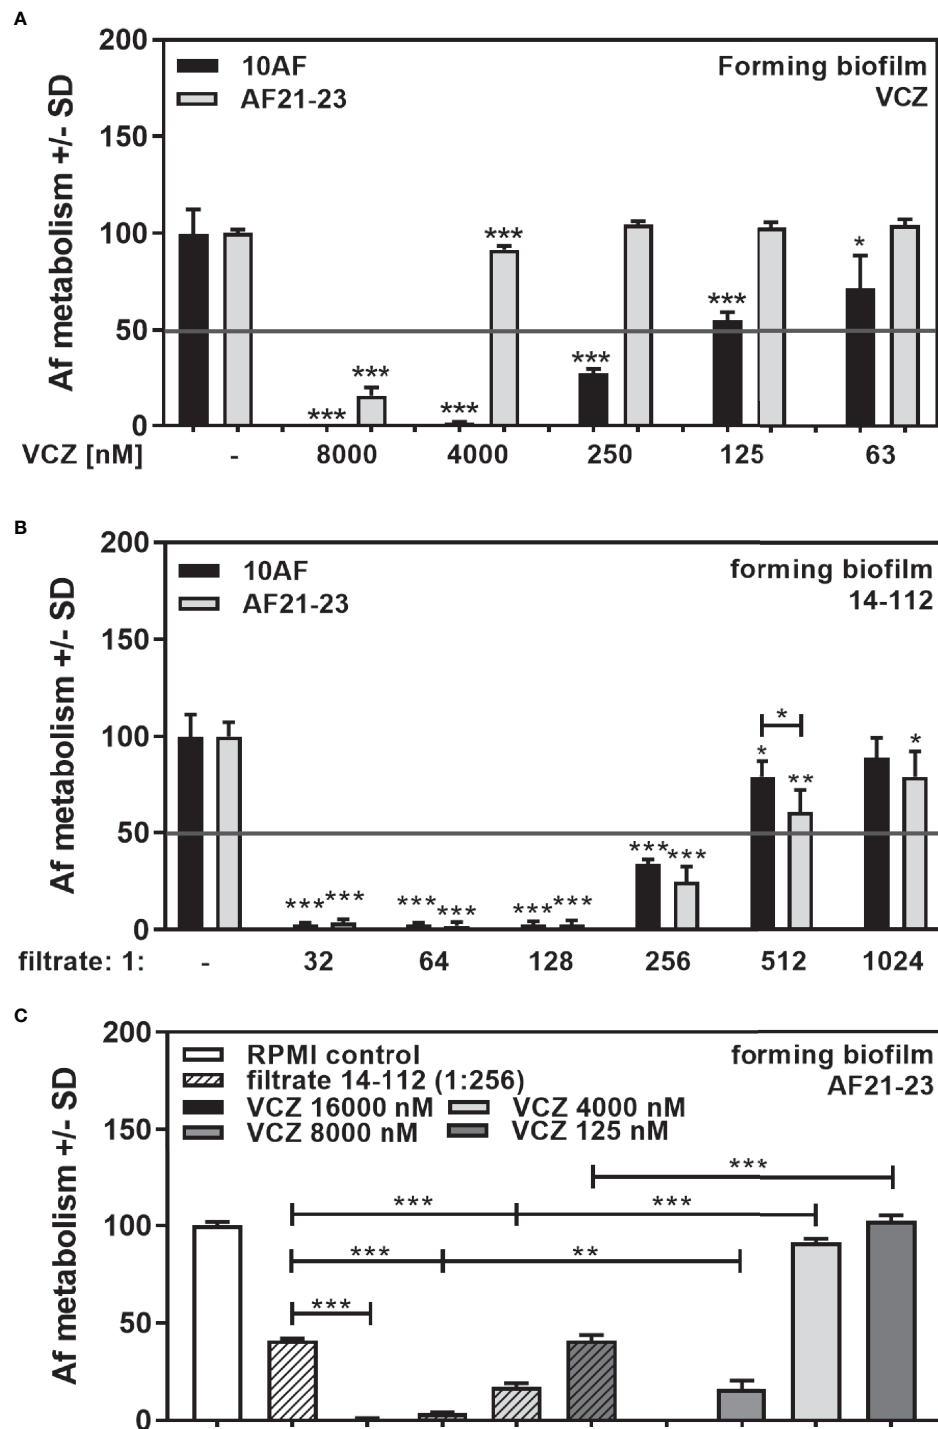 A
Af metabolism +/- SD
200
150
100
50
0
10AF
AF21-23
Forming biofilm
VCZ
***
***
***
***
***
***
*
VCZ [nM] - 8000 4000 250 125 63
B
Af metabolism +/- SD
200
150
100
50
0
10AF
AF21-23
forming biofilm
14-112
*** ***
*** ***
*** ***
*** ***
*
* **
*
filtrate: 1: - 32 64 128 256 512 1024
C
Af metabolism +/- SD
200
150
100
50
0
RPMI control
filtrate 14-112 (1:256)
VCZ 16000 nM VCZ 4000 nM
VCZ 8000 nM VCZ 125 nM
forming biofilm
AF21-23
***
*** ***
*** **
***